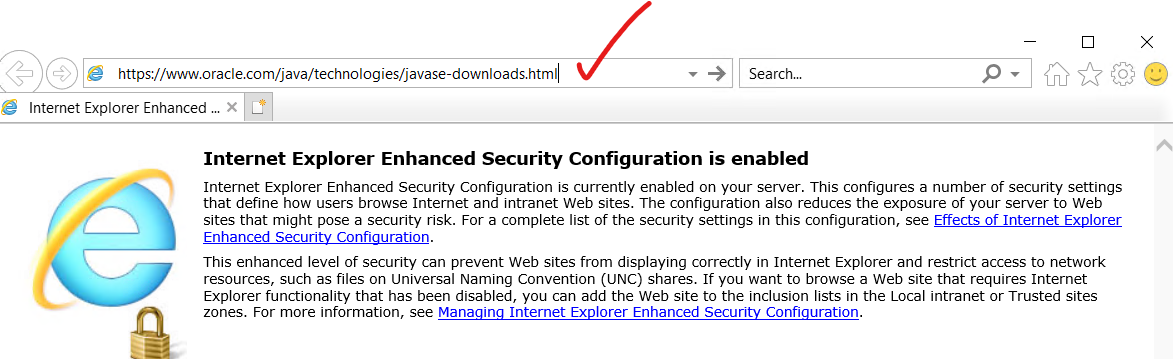 https://www.oracle.com/java/technologies/javase-downloads.html
Search...
Internet Explorer Enhanced ...
Internet Explorer Enhanced Security Configuration is enabled
Internet Explorer Enhanced Security Configuration is currently enabled on your server. This configures a number of security settings
that define how users browse Internet and intranet Web sites. The configuration also reduces the exposure of your server to Web
sites that might pose a security risk. For a complete list of the security settings in this configuration, see Effects of Internet Explorer
Enhanced Security Configuration.
This enhanced level of security can prevent Web sites from displaying correctly in Internet Explorer and restrict access to network
resources, such as files on Universal Naming Convention (UNC) shares. If you want to browse a Web site that requires Internet
Explorer functionality that has been disabled, you can add the Web site to the inclusion lists in the Local intranet or Trusted sites
zones. For more information, see Managing Internet Explorer Enhanced Security Configuration.